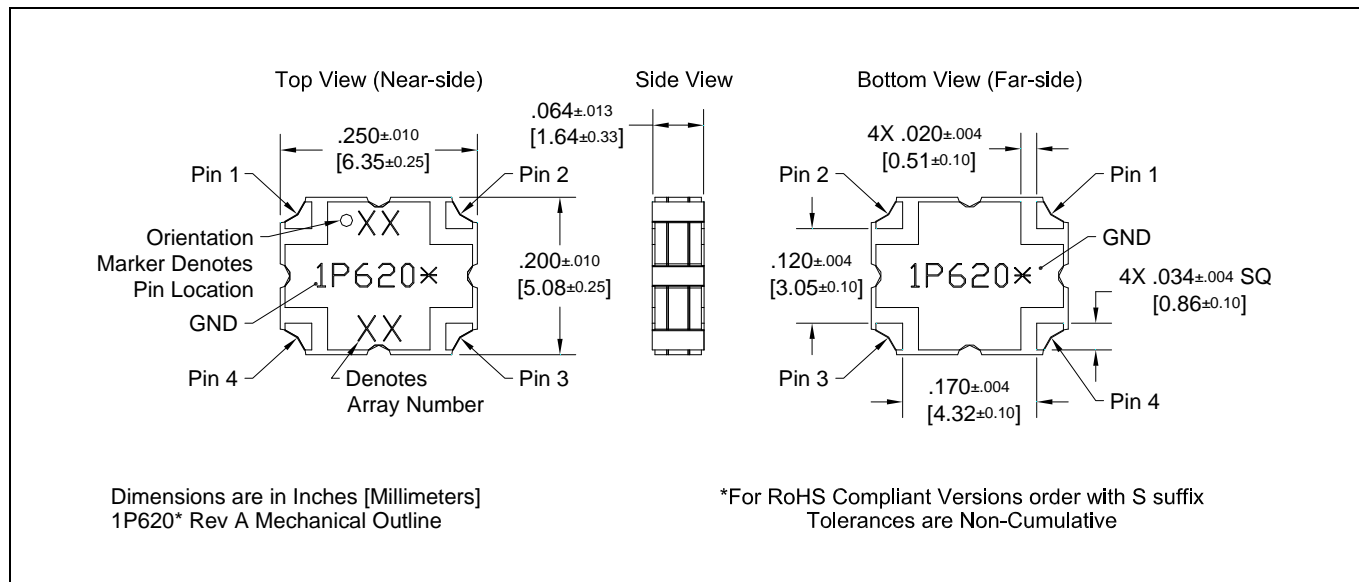 Top View (Near-side)
Side View
Bottom View (Far-side)
.250±.010
[6.35±0.25]
.064±.013
[1.64±0.33]
4X .020±.004
[0.51±0.10]
Pin 1
Pin 2
Pin 2
Pin 1
Orientation
Marker Denotes
Pin Location
XX
1P620*
XX
GND
.200±.010
[5.08±0.25]
Pin 4
Denotes
Array Number
Pin 3
.120±.004
[3.05±0.10]
1P620*
GND
4X .034±.004 SQ
[0.86±0.10]
Pin 3
.170±.004
[4.32±0.10]
Pin 4
Dimensions are in Inches [Millimeters]
1P620* Rev A Mechanical Outline
*For RoHS Compliant Versions order with S suffix
Tolerances are Non-Cumulative